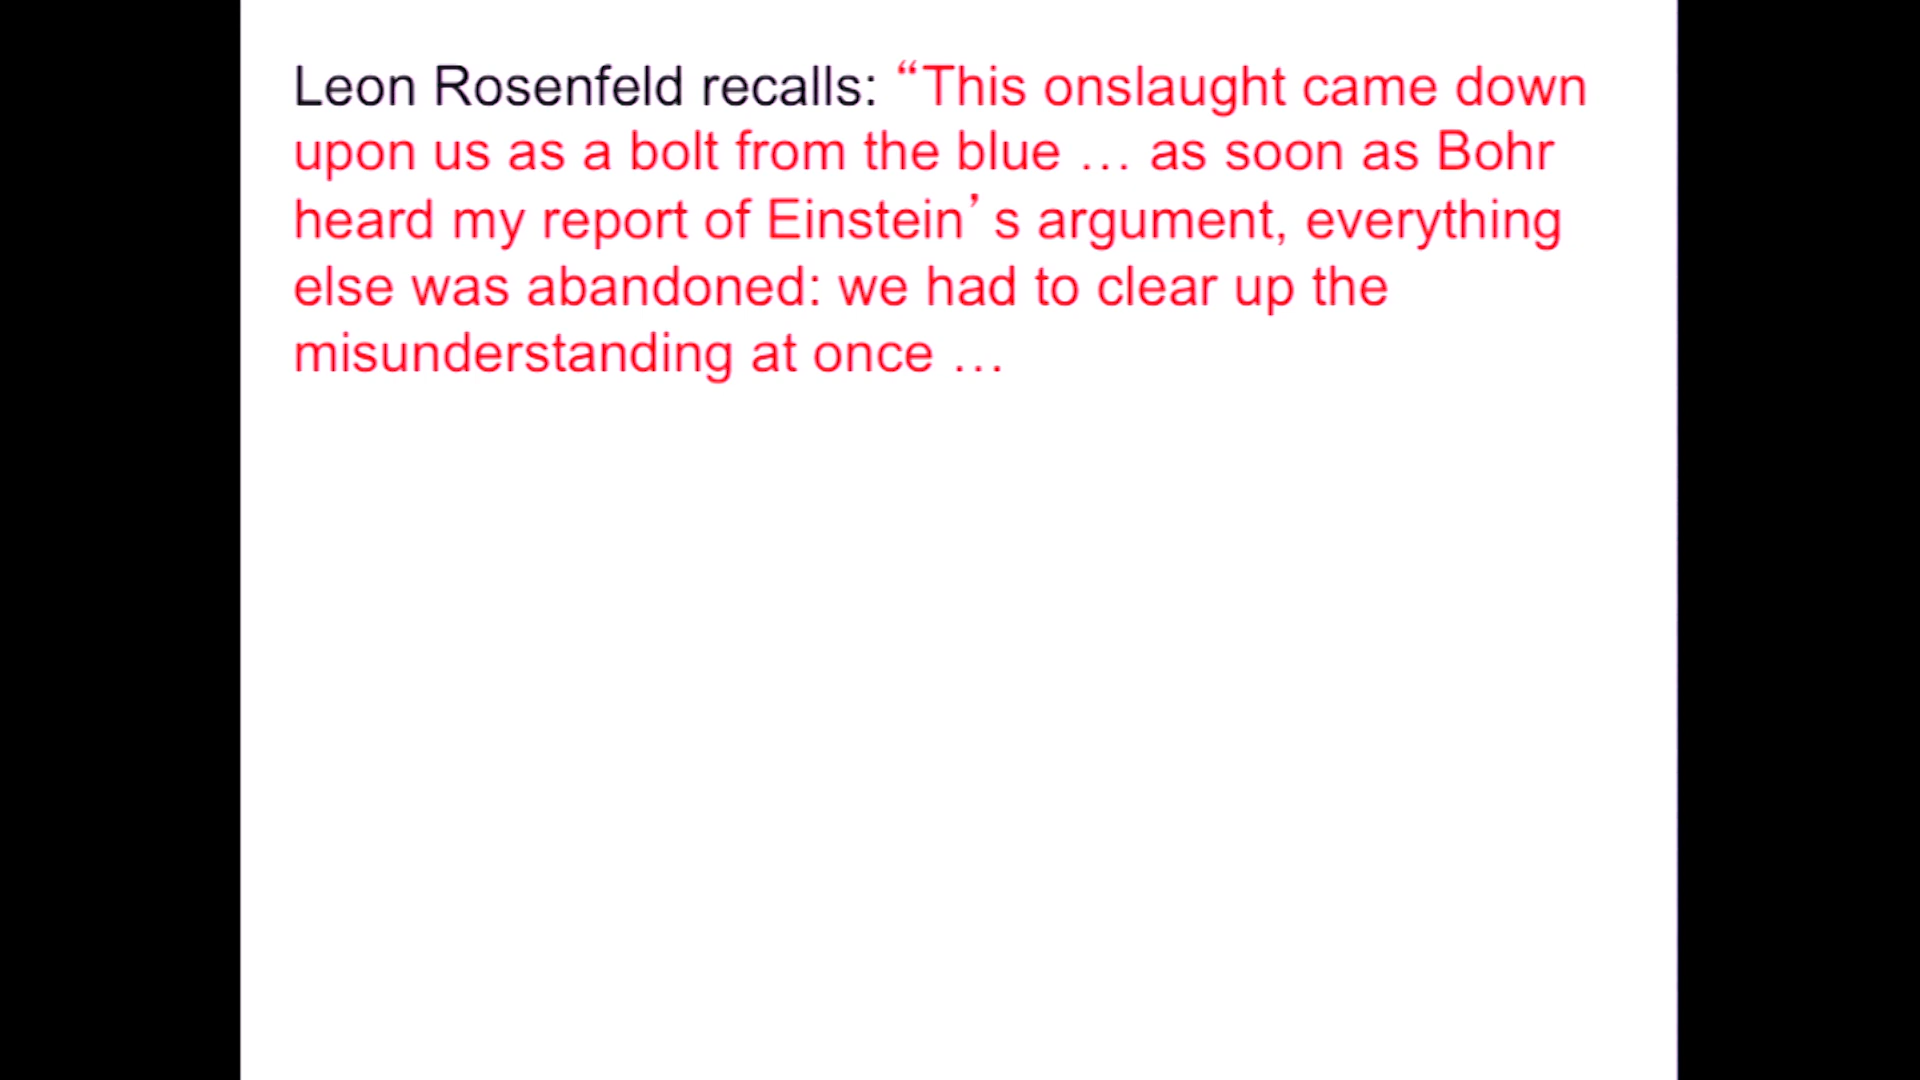 Leon Rosenfeld recalls: “This onslaught came down
upon us as a bolt from the blue … as soon as Bohr
heard my report of Einstein’s argument, everything
else was abandoned: we had to clear up the
misunderstanding at once …